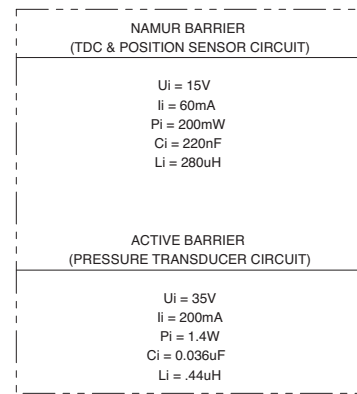 NAMUR BARRIER
(TDC & POSITION SENSOR CIRCUIT)
Ui = 15V
Ii = 60mA
Pi = 200mW
Ci = 220nF
Li = 280uH
ACTIVE BARRIER
(PRESSURE TRANSDUCER CIRCUIT)
Ui = 35V
Ii = 200mA
Pi = 1.4W
Ci = 0.036uF
Li = .44uH